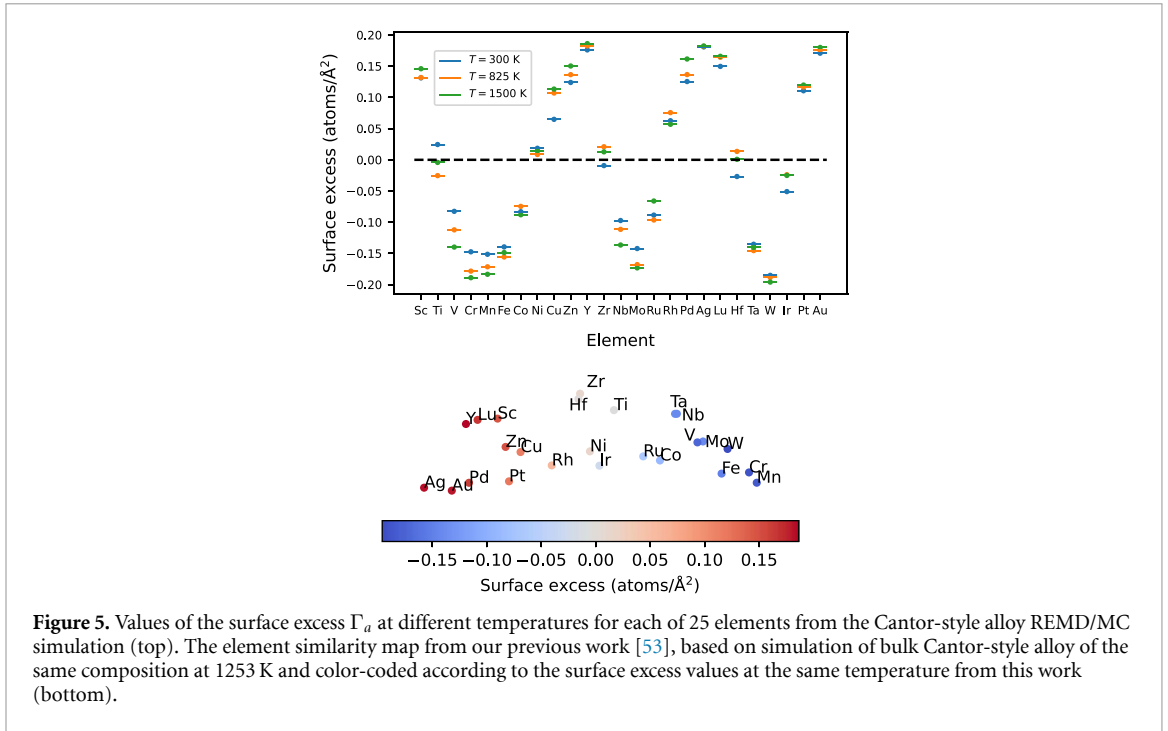 0.20
0.15
0.10
0.05
0.00
−0.05
−0.10
−0.15
−0.20
Surface excess (atoms/Å²)
T = 300 K
T = 825 K
T = 1500 K
Sc Ti V Cr Mn Fe Co Ni Cu Zn Y Zr Nb Mo Ru Rh Pd Ag Lu Hf Ta W Ir Pt Au
Element
Zr
Hf Ti Ta
Y Lu Sc Nb
Zn Cu Ni Ru Co V Mo W
Rh Ir Fe Cr
Ag Au Pd Pt Mn
−0.15 −0.10 −0.05 0.00 0.05 0.10 0.15
Surface excess (atoms/Å²)
Figure 5. Values of the surface excess Γₐ at different temperatures for each of 25 elements from the Cantor-style alloy REMD/MC
simulation (top). The element similarity map from our previous work [53], based on simulation of bulk Cantor-style alloy of the
same composition at 1253 K and color-coded according to the surface excess values at the same temperature from this work
(bottom).